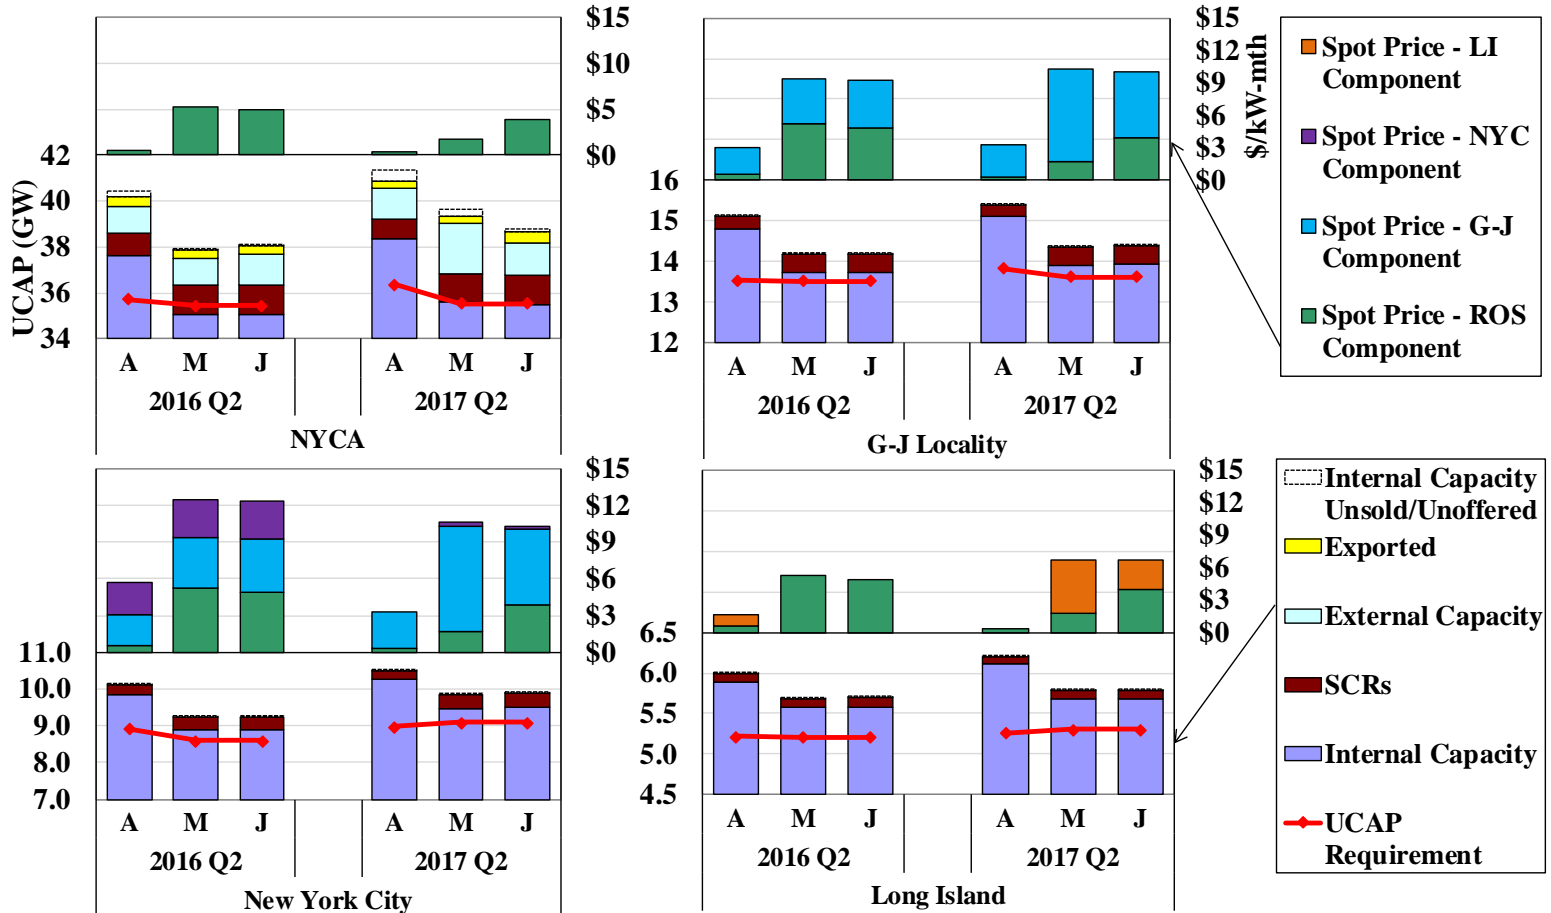 $15
$10
$5
$0
42
40
38
36
34
UCAP (GW)
A
M
J
A
M
J
2016 Q2
2017 Q2
NYCA
$15
$12
$9
$6
$3
$0
$/kW-mth
16
15
14
13
12
A
M
J
A
M
J
2016 Q2
2017 Q2
G-J Locality
Spot Price - LI
Component
Spot Price - NYC
Component
Spot Price - G-J
Component
Spot Price - ROS
Component
$15
$12
$9
$6
$3
$0
11.0
10.0
9.0
8.0
7.0
A
M
J
A
M
J
2016 Q2
2017 Q2
New York City
$15
$12
$9
$6
$3
$0
6.5
6.0
5.5
5.0
4.5
A
M
J
A
M
J
2016 Q2
2017 Q2
Long Island
Internal Capacity
Unsold/Unoffered
Exported
External Capacity
SCRs
Internal Capacity
UCAP
Requirement